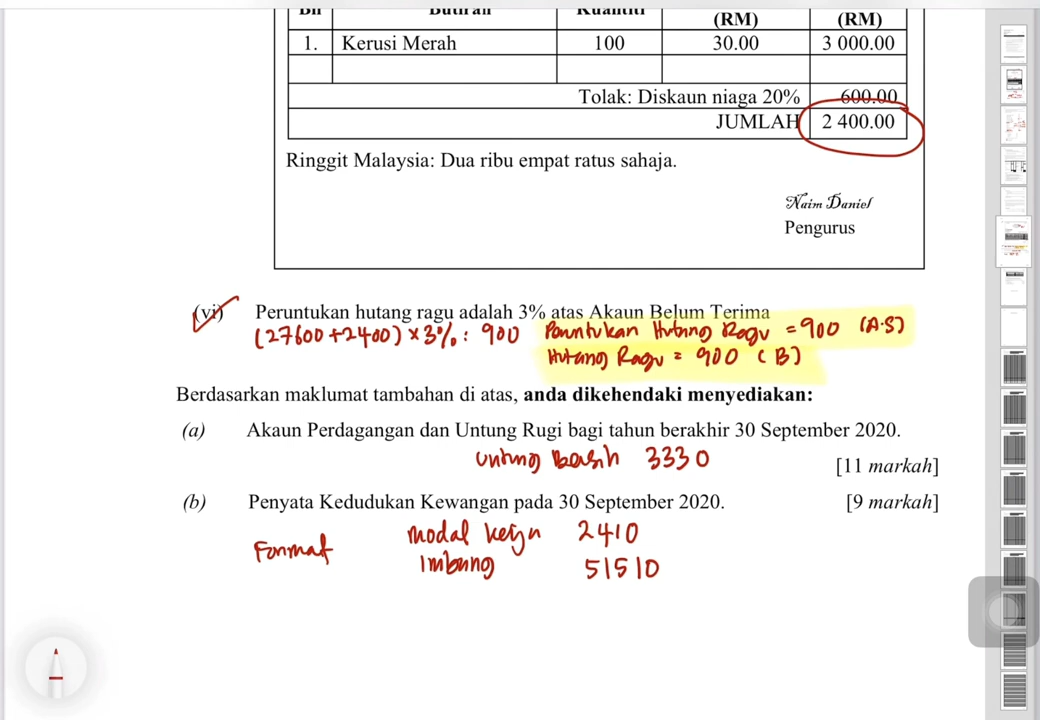 Bil Butiran Kuantiti (RM) (RM)
1. Kerusi Merah 100 30.00 3 000.00
Tolak: Diskaun niaga 20% 600.00
JUMLAH 2 400.00
Ringgit Malaysia: Dua ribu empat ratus sahaja.
Naim Daniel
Pengurus
(vi) Peruntukan hutang ragu adalah 3% atas Akaun Belum Terima
(27600 + 2400) × 3% : 900 Peruntukan Hutang Ragu = 900 (A.S)
Hutang Ragu = 900 (B)
Berdasarkan maklumat tambahan di atas, anda dikehendaki menyediakan:
(a) Akaun Perdagangan dan Untung Rugi bagi tahun berakhir 30 September 2020.
untung bersih 3330
[11 markah]
(b) Penyata Kedudukan Kewangan pada 30 September 2020. [9 markah]
Format modal kerja 2410
Imbang 51510